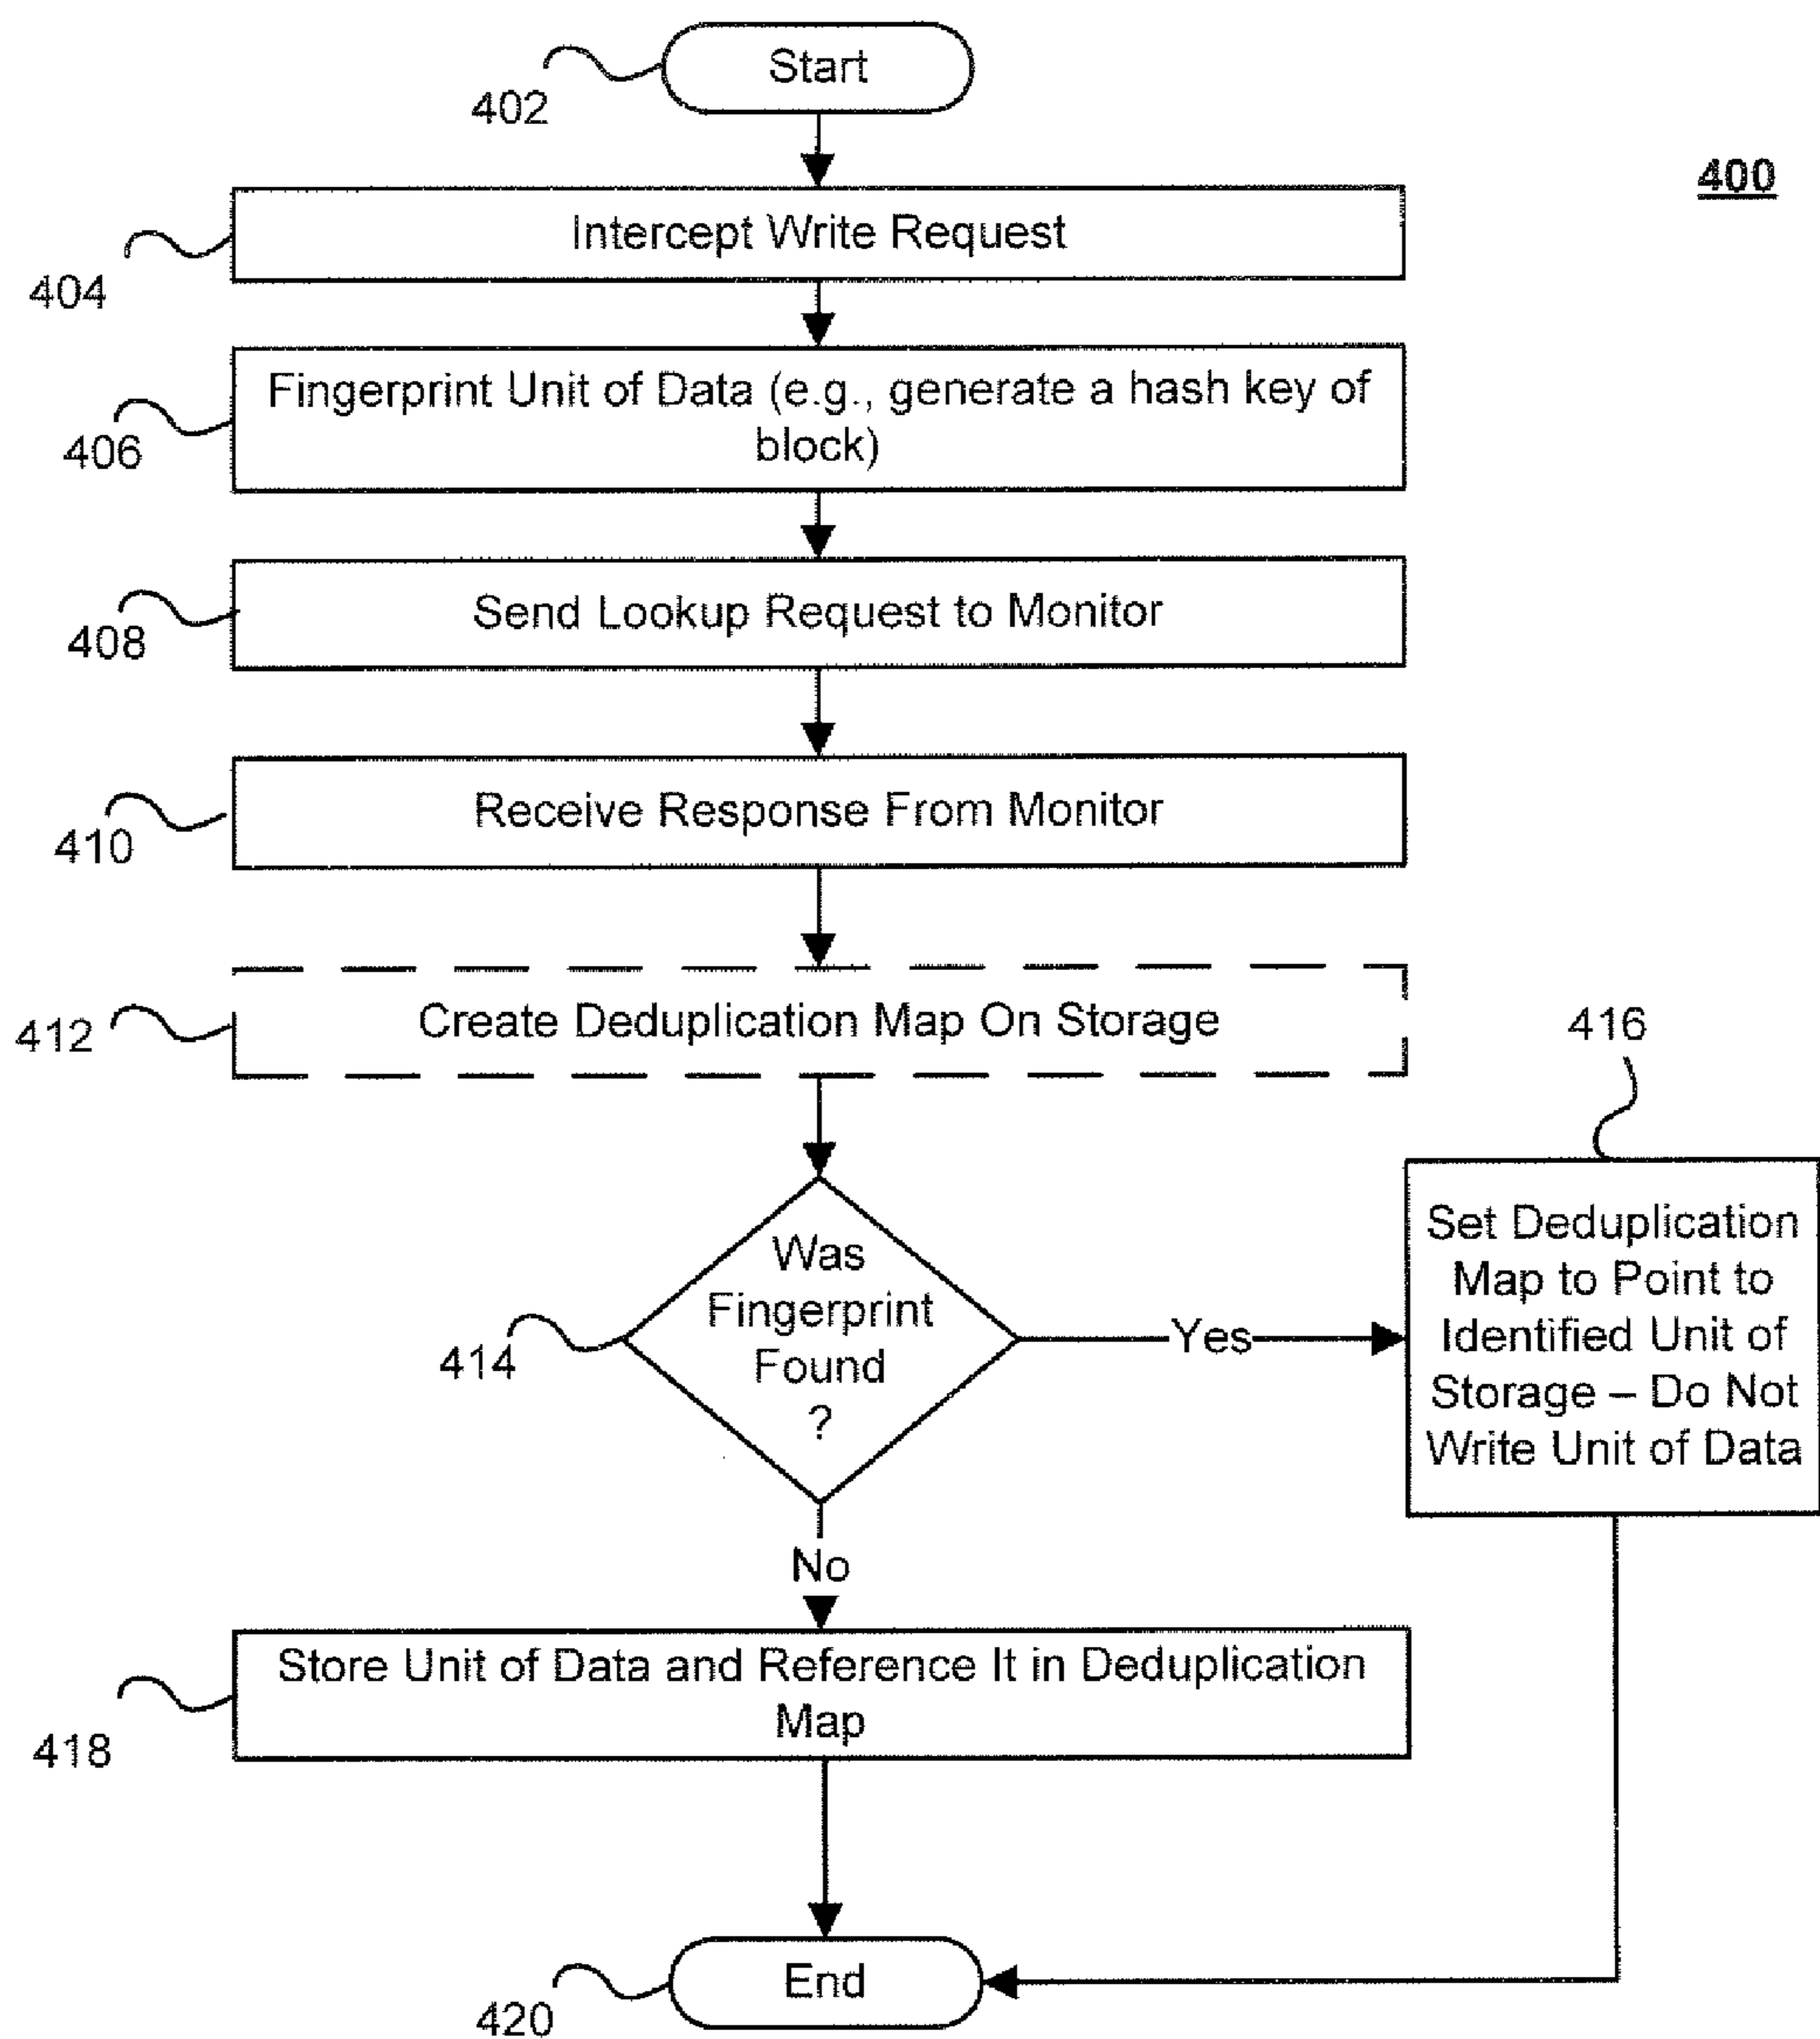 Start
402
400
Intercept Write Request
404
Fingerprint Unit of Data (e.g., generate a hash key of
block)
406
Send Lookup Request to Monitor
408
Receive Response From Monitor
410
Create Deduplication Map On Storage
412
416
Was
Fingerprint
Found
?
414
Yes
Set Deduplication
Map to Point to
Identified Unit of
Storage – Do Not
Write Unit of Data
No
Store Unit of Data and Reference It in Deduplication
Map
418
End
420